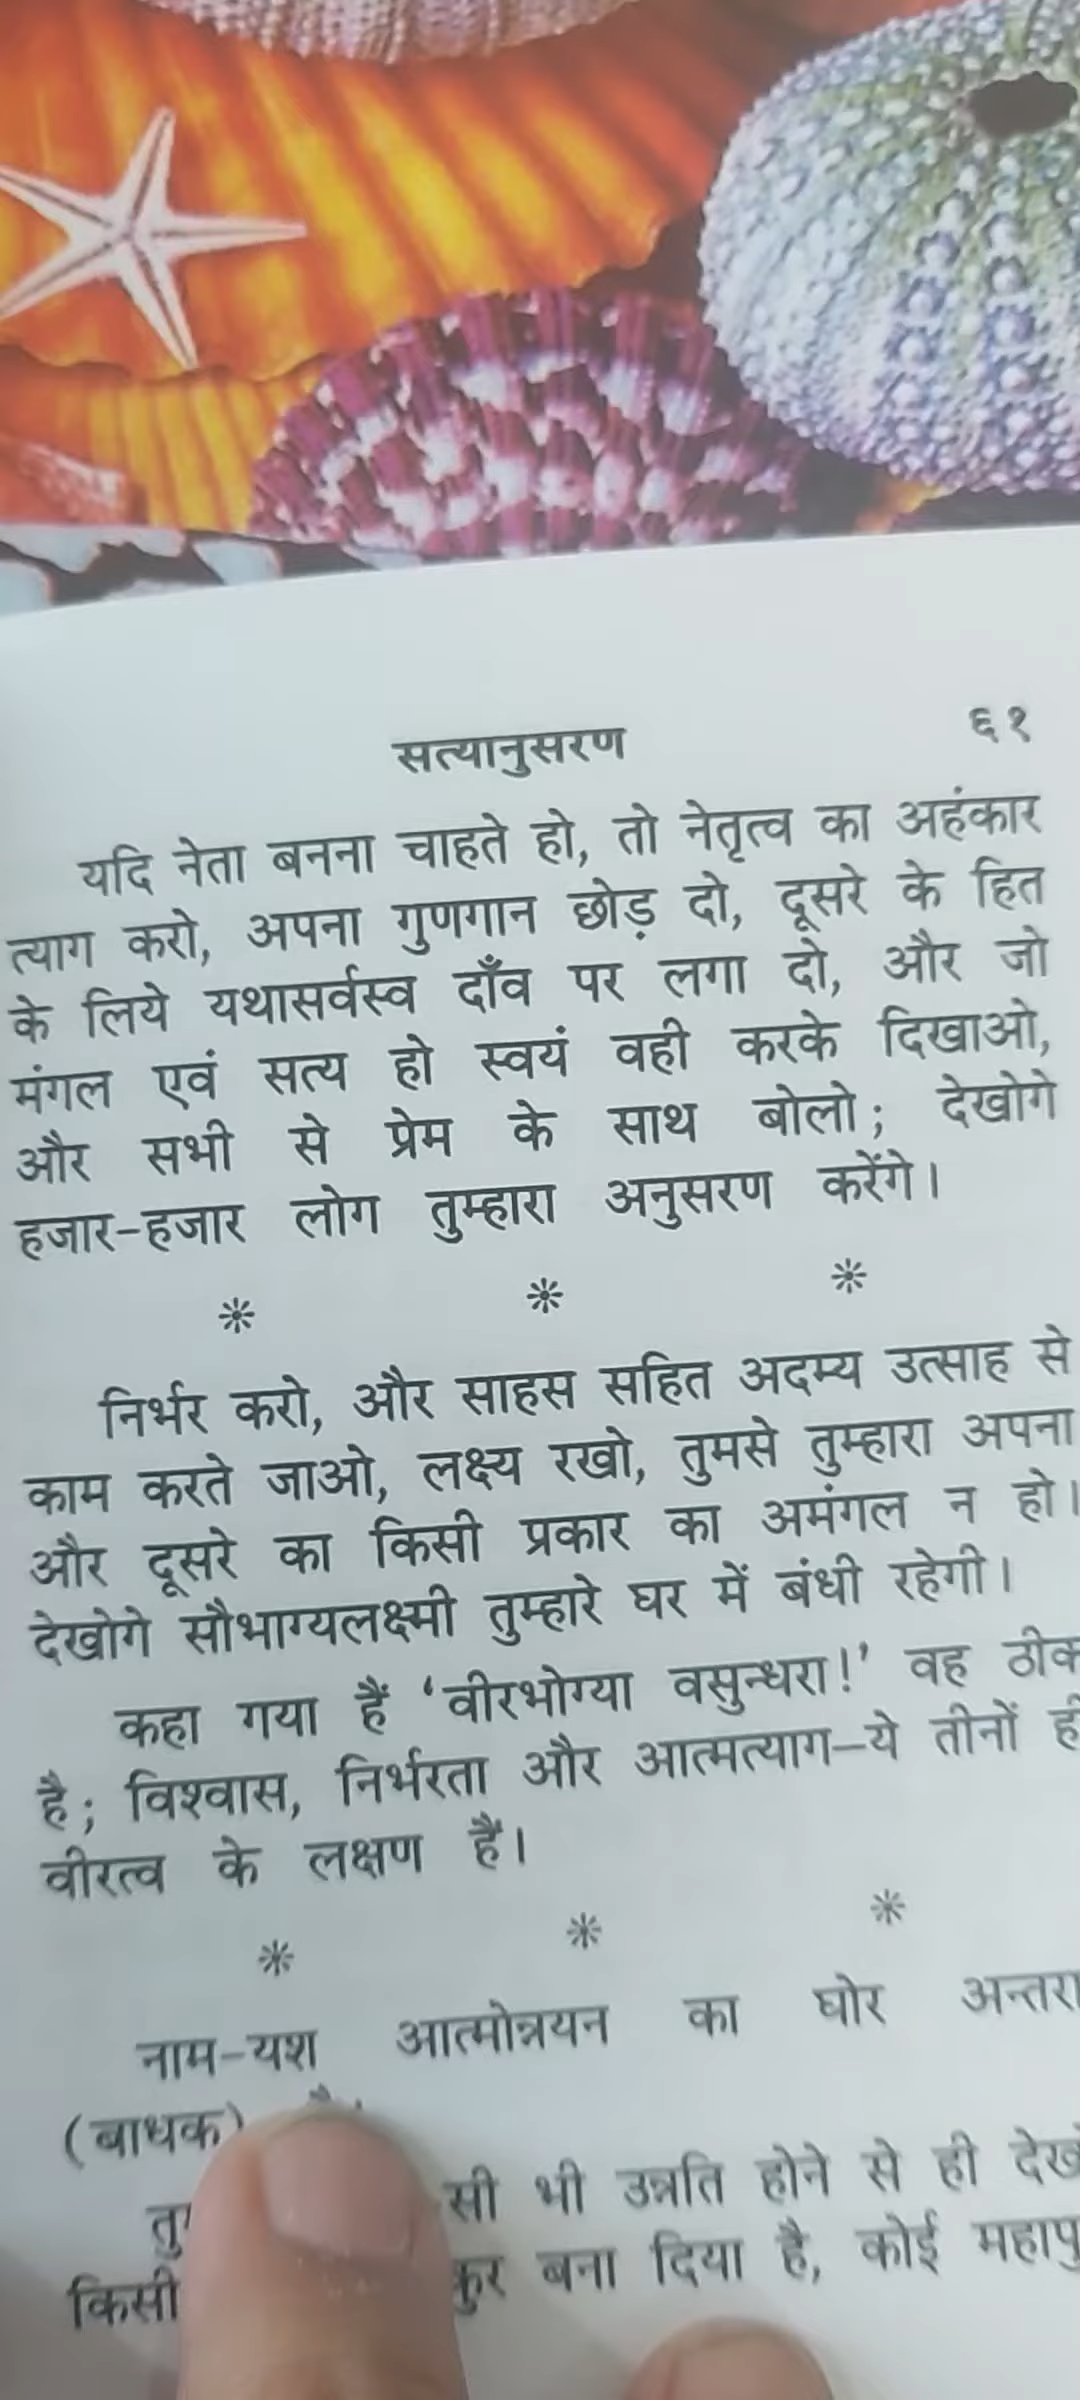 सत्यानुसरण ६१
यदि नेता बनना चाहते हो, तो नेतृत्व का अहंकार
त्याग करो, अपना गुणगान छोड़ दो, दूसरे के हित
के लिये यथासर्वस्व दाँव पर लगा दो, और जो
मंगल एवं सत्य हो स्वयं वही करके दिखाओ,
और सभी से प्रेम के साथ बोलो; देखोगे
हजार-हजार लोग तुम्हारा अनुसरण करेंगे।
निर्भर करो, और साहस सहित अदम्य उत्साह से
काम करते जाओ, लक्ष्य रखो, तुमसे तुम्हारा अपना
और दूसरे का किसी प्रकार का अमंगल न हो।
देखोगे सौभाग्यलक्ष्मी तुम्हारे घर में बंधी रहेगी।
कहा गया हैं ‘वीरभोग्या वसुन्धरा!’ वह ठीक
है; विश्वास, निर्भरता और आत्मत्याग-ये तीनों ही
वीरत्व के लक्षण हैं।
नाम-यश आत्मोन्नयन का घोर
(बाधक)
भी उन्नति होने से ही
किसी बना दिया है, कोई